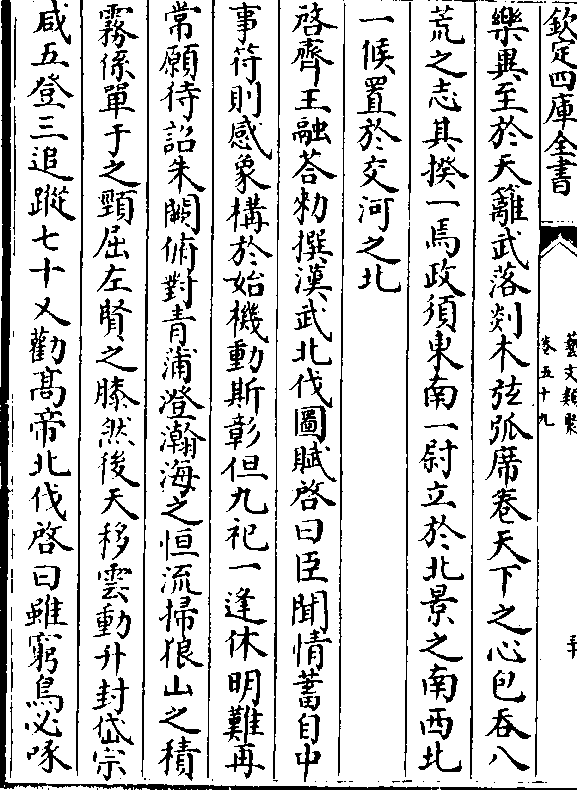 欽定四庫全書
藝文類聚
卷五十九
樂異至於天籬武落剡木弦弧席卷天下之心包吞八
荒之志其揆一焉政須東南一尉立於北景之南西北
一候置於交河之北
啓齊王融荅勑撰漢武北伐圖賦啓曰臣聞情蓄自中
事符則感象構於始機動斯彰但九祀一逢休明難再
常願待詔朱闕俯對青蒲澄瀚海之恒流掃狼山之積
霧係單于之頸屈左賢之膝然後天移雲動升封岱宗
咸五登三追蹤七十又勸髙帝北伐啓曰雖窮鳥必啄